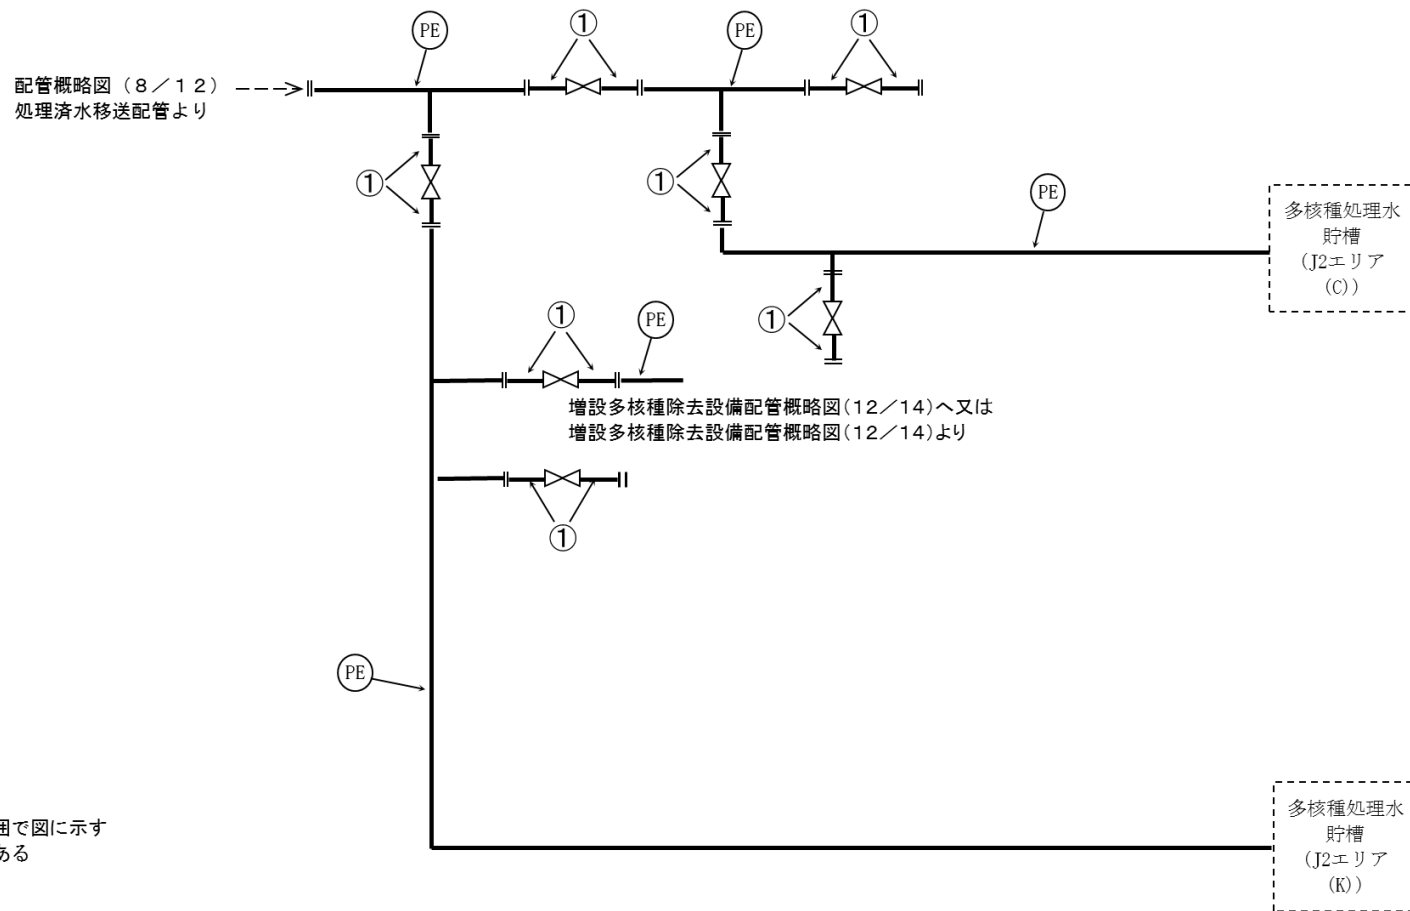 PE
①
PE
①
配管概略図（８／１２）
処理済水移送配管より
①
①
PE
多核種処理水
貯槽
（J2エリア
（C））
①
PE
①
増設多核種除去設備配管概略図（１２／１４）へ又は
増設多核種除去設備配管概略図（１２／１４）より
①
PE
多核種処理水
貯槽
（J2エリア
（K））
囲で図に示す
ある